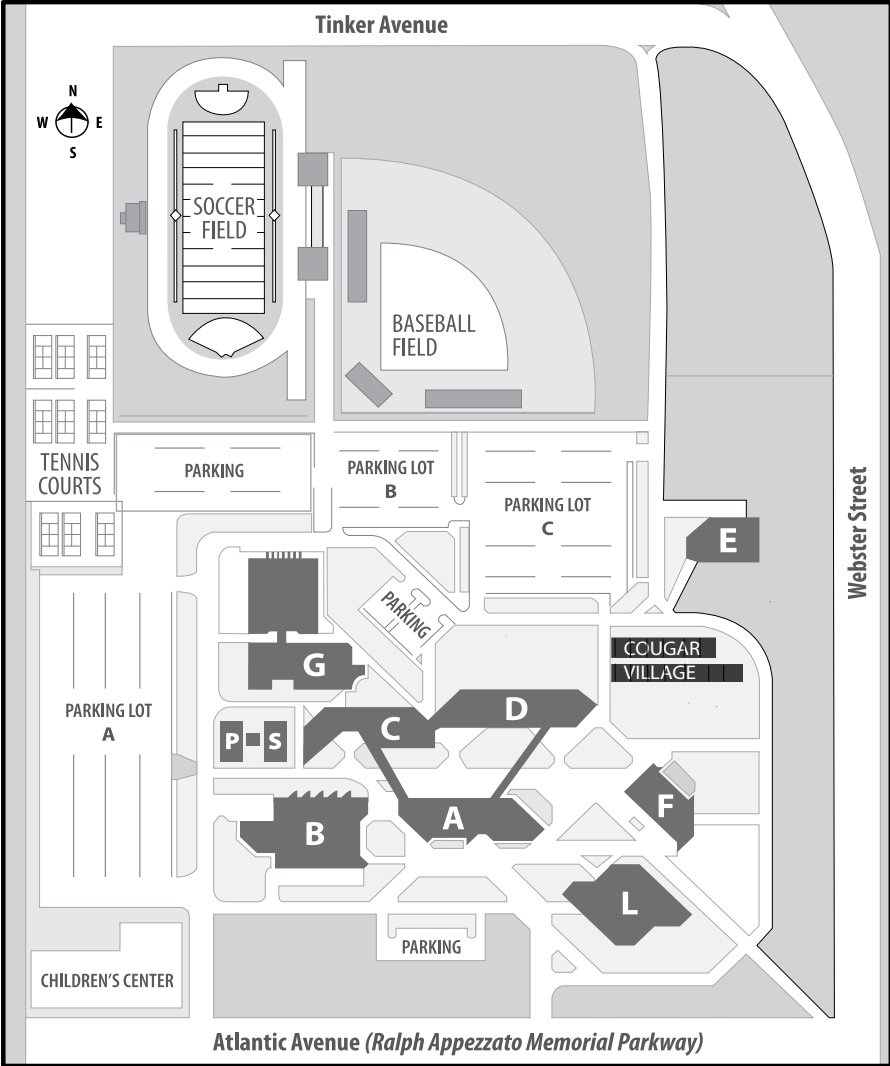 Tinker Avenue
N
W E
S
SOCCER
FIELD
BASEBALL
FIELD
TENNIS
COURTS
PARKING
PARKING LOT
B
PARKING LOT
C
E
Webster Street
PARKING
COUGAR
VILLAGE
G
PARKING LOT
A
P
S
C
D
F
A
B
L
PARKING
CHILDREN'S CENTER
Atlantic Avenue (Ralph Appezzato Memorial Parkway)